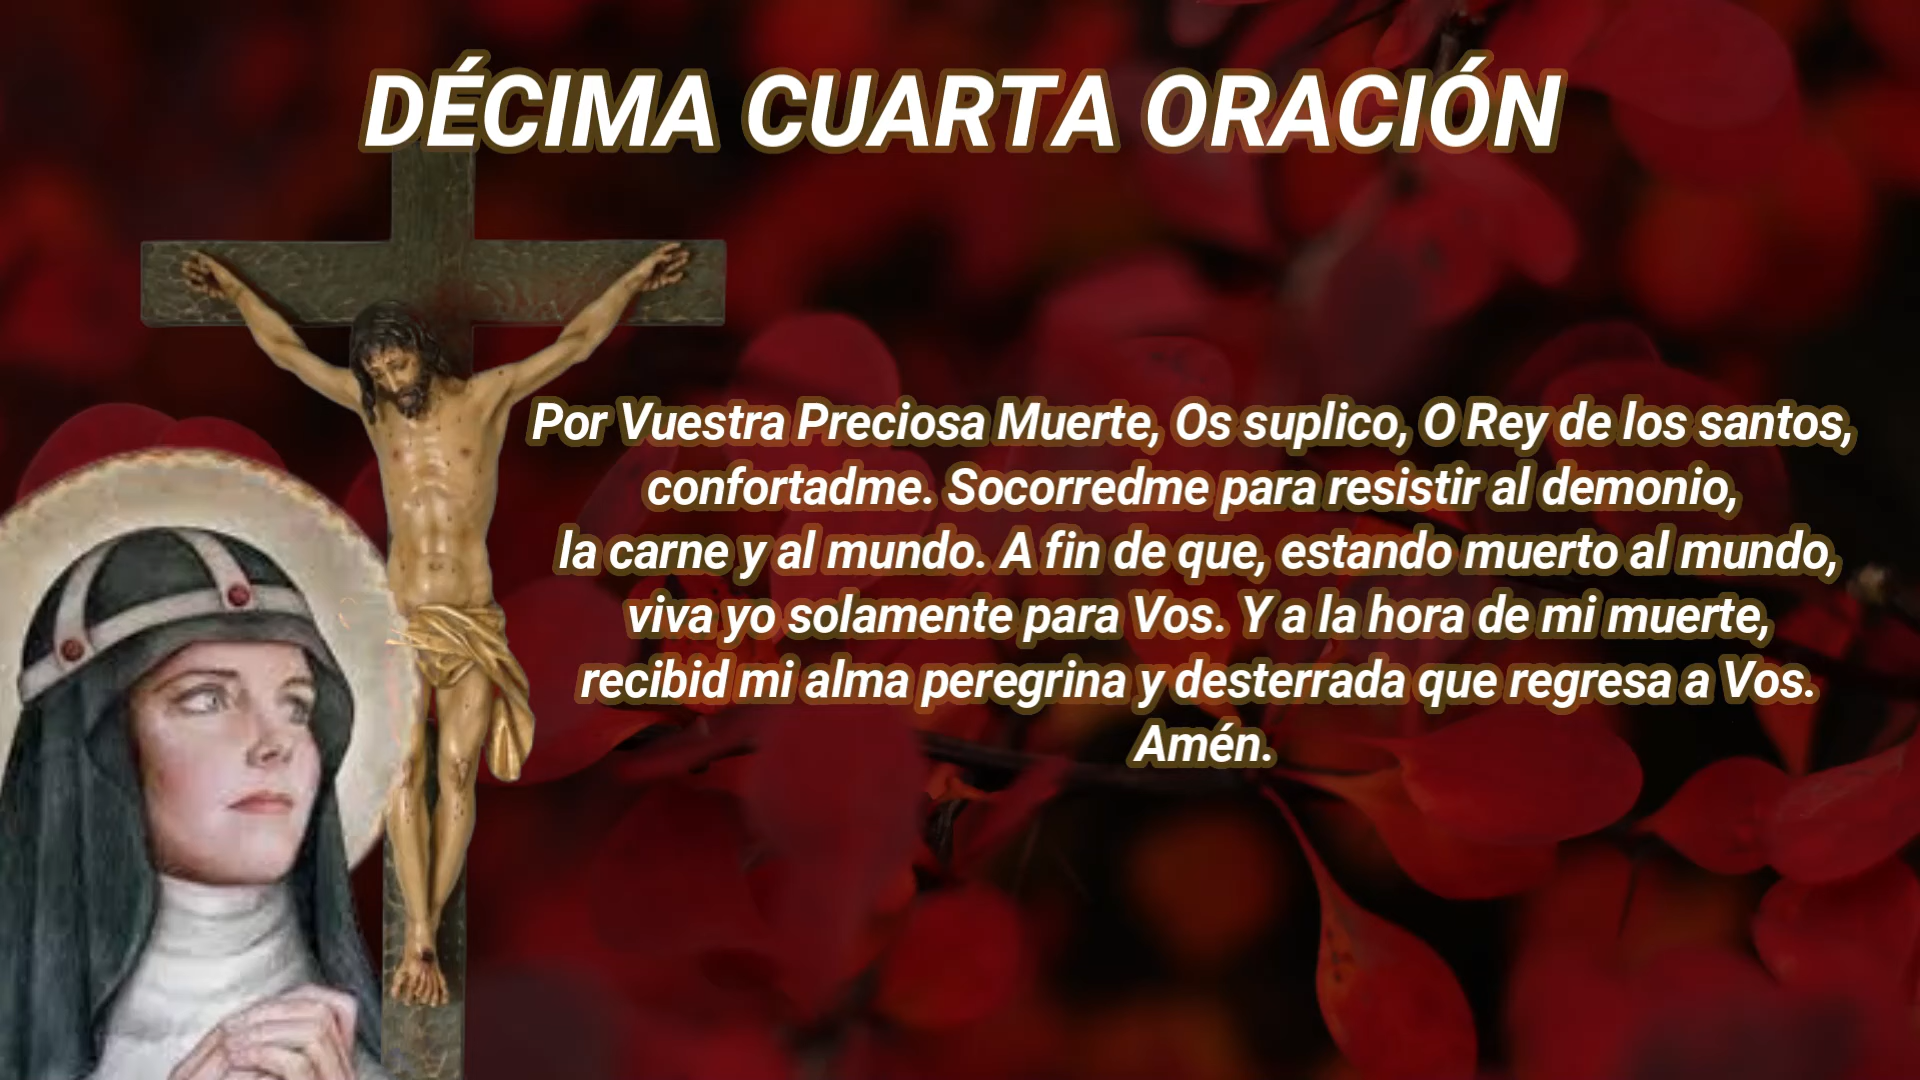 DÉCIMA CUARTA ORACIÓN
Por Vuestra Preciosa Muerte, Os suplico, O Rey de los santos,
confortadme. Socorredme para resistir al demonio,
la carne y al mundo. A fin de que, estando muerto al mundo,
viva yo solamente para Vos. Y a la hora de mi muerte,
recibid mi alma peregrina y desterrada que regresa a Vos.
Amén.